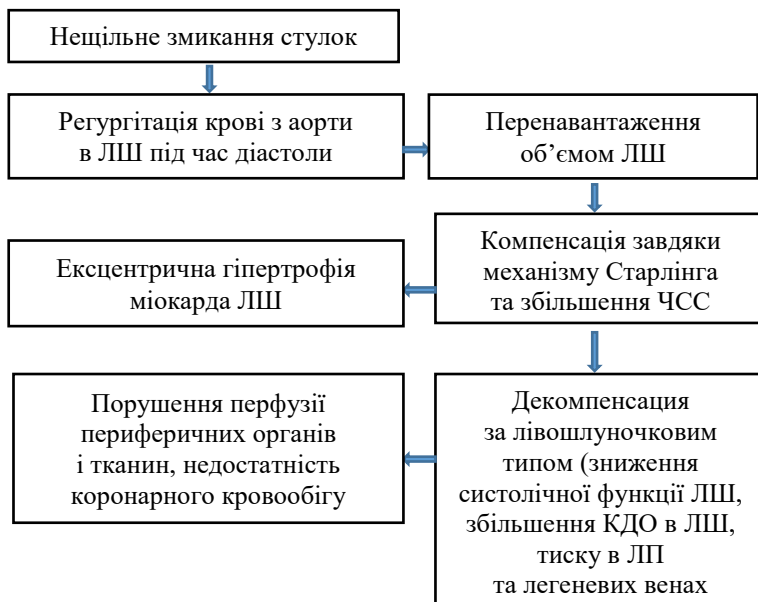 Нещільне змикання стулок
Регургітація крові з аорти
в ЛШ під час діастоли
Перенавантаження
об’ємом ЛШ
Компенсація завдяки
механізму Старлінга
та збільшення ЧСС
Ексцентрична гіпертрофія
міокарда ЛШ
Декомпенсация
за лівошлуночковим
типом (зниження
систолічної функції ЛШ,
збільшення КДО в ЛШ,
тиску в ЛП
та легеневих венах
Порушення перфузії
периферичних органів
і тканин, недостатність
коронарного кровообігу